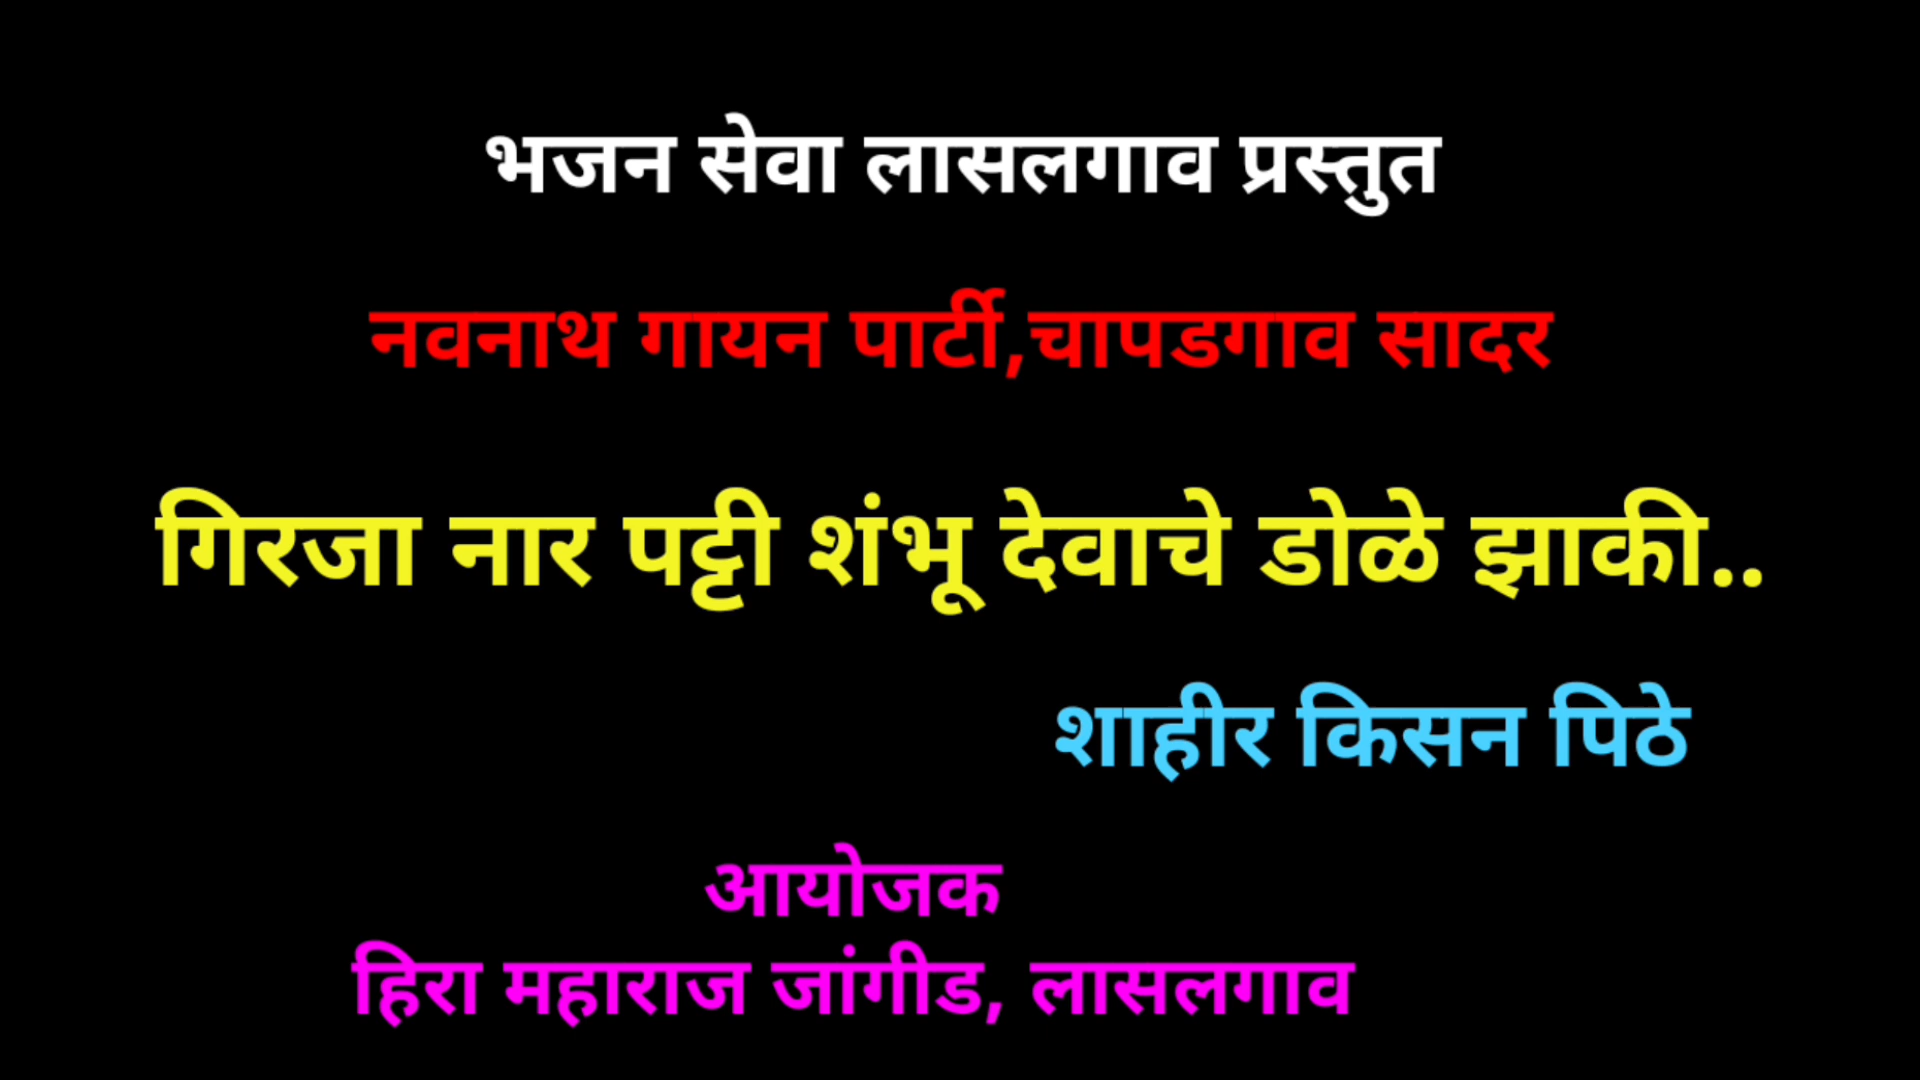 भजन सेवा लासलगाव प्रस्तुत
नवनाथ गायन पार्टी,चापडगाव सादर
गिरजा नार पट्टी शंभू देवाचे डोळे झाकी..
शाहीर किसन पिठे
आयोजक
हिरा महाराज जांगीड, लासलगाव